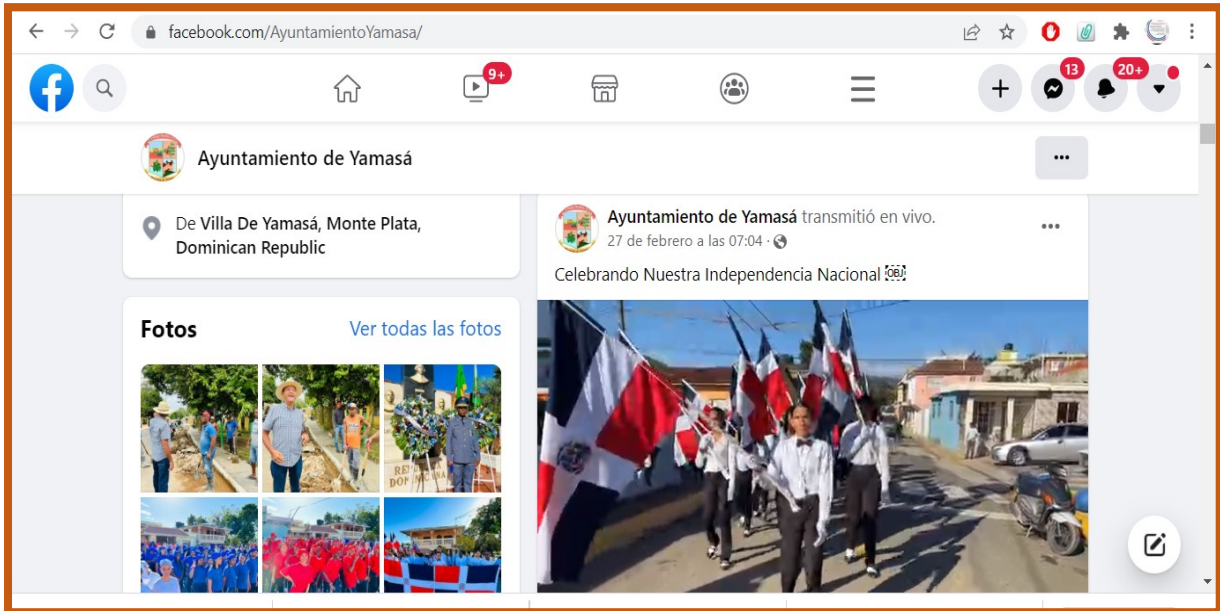 facebook.com/AyuntamientoYamasa/
9+
13
20+
Ayuntamiento de Yamasá
De Villa De Yamasá, Monte Plata,
Dominican Republic
Fotos
Ver todas las fotos
Ayuntamiento de Yamasá transmitió en vivo.
27 de febrero a las 07:04 ·
Celebrando Nuestra Independencia Nacional OBJ